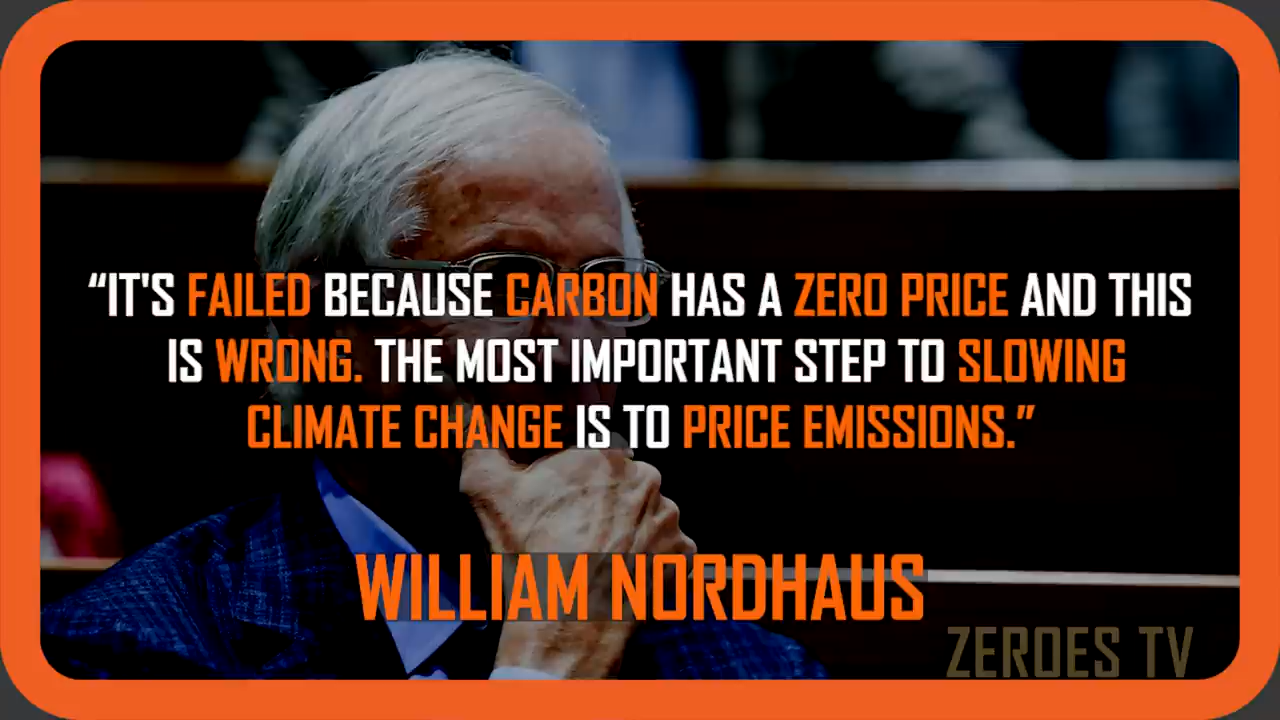 “IT'S FAILED BECAUSE CARBON HAS A ZERO PRICE AND THIS
IS WRONG. THE MOST IMPORTANT STEP TO SLOWING
CLIMATE CHANGE IS TO PRICE EMISSIONS.”
WILLIAM NORDHAUS
ZEROES TV